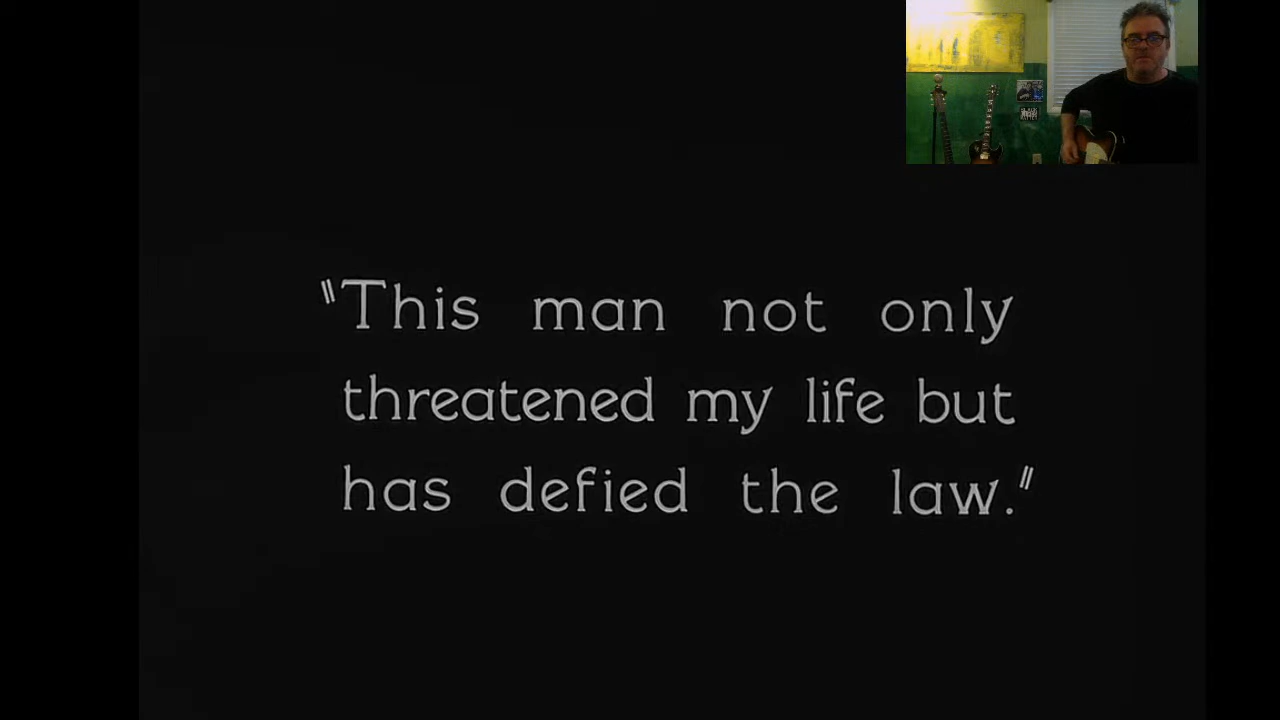 "This man not only
threatened my life but
has defied the law."